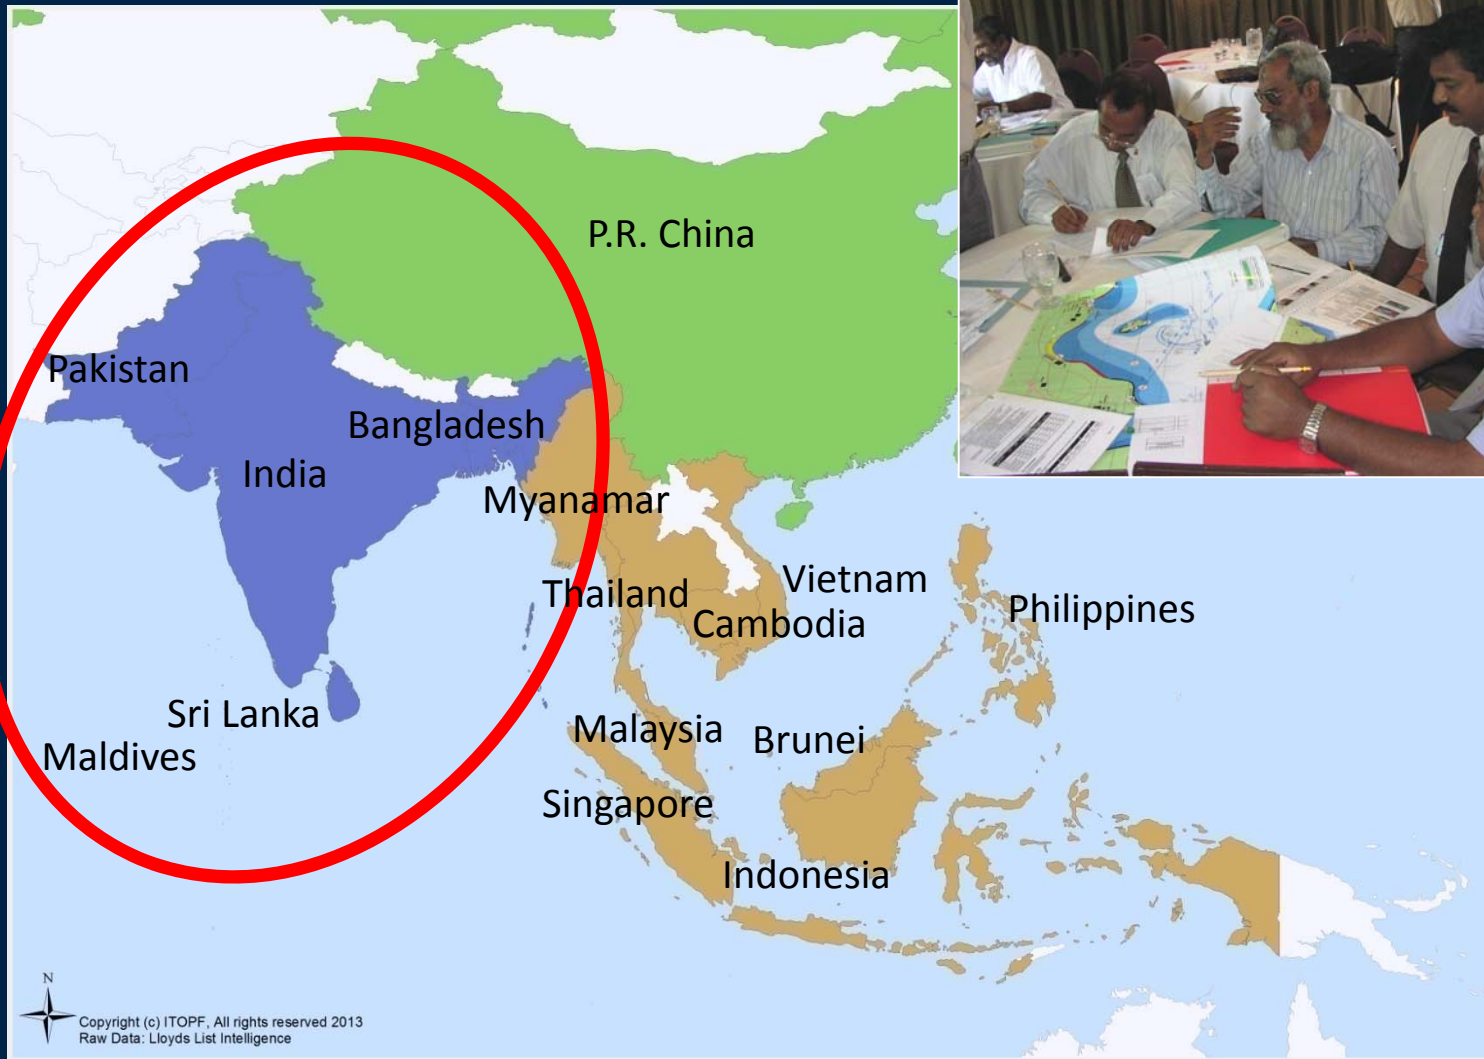 P.R. China
Pakistan
Bangladesh
India
Myanamar
Thailand
Vietnam
Cambodia
Philippines
Sri Lanka
Maldives
Malaysia
Brunei
Singapore
Indonesia
N
Copyright (c) ITOPF, All rights reserved 2013
Raw Data: Lloyds List Intelligence